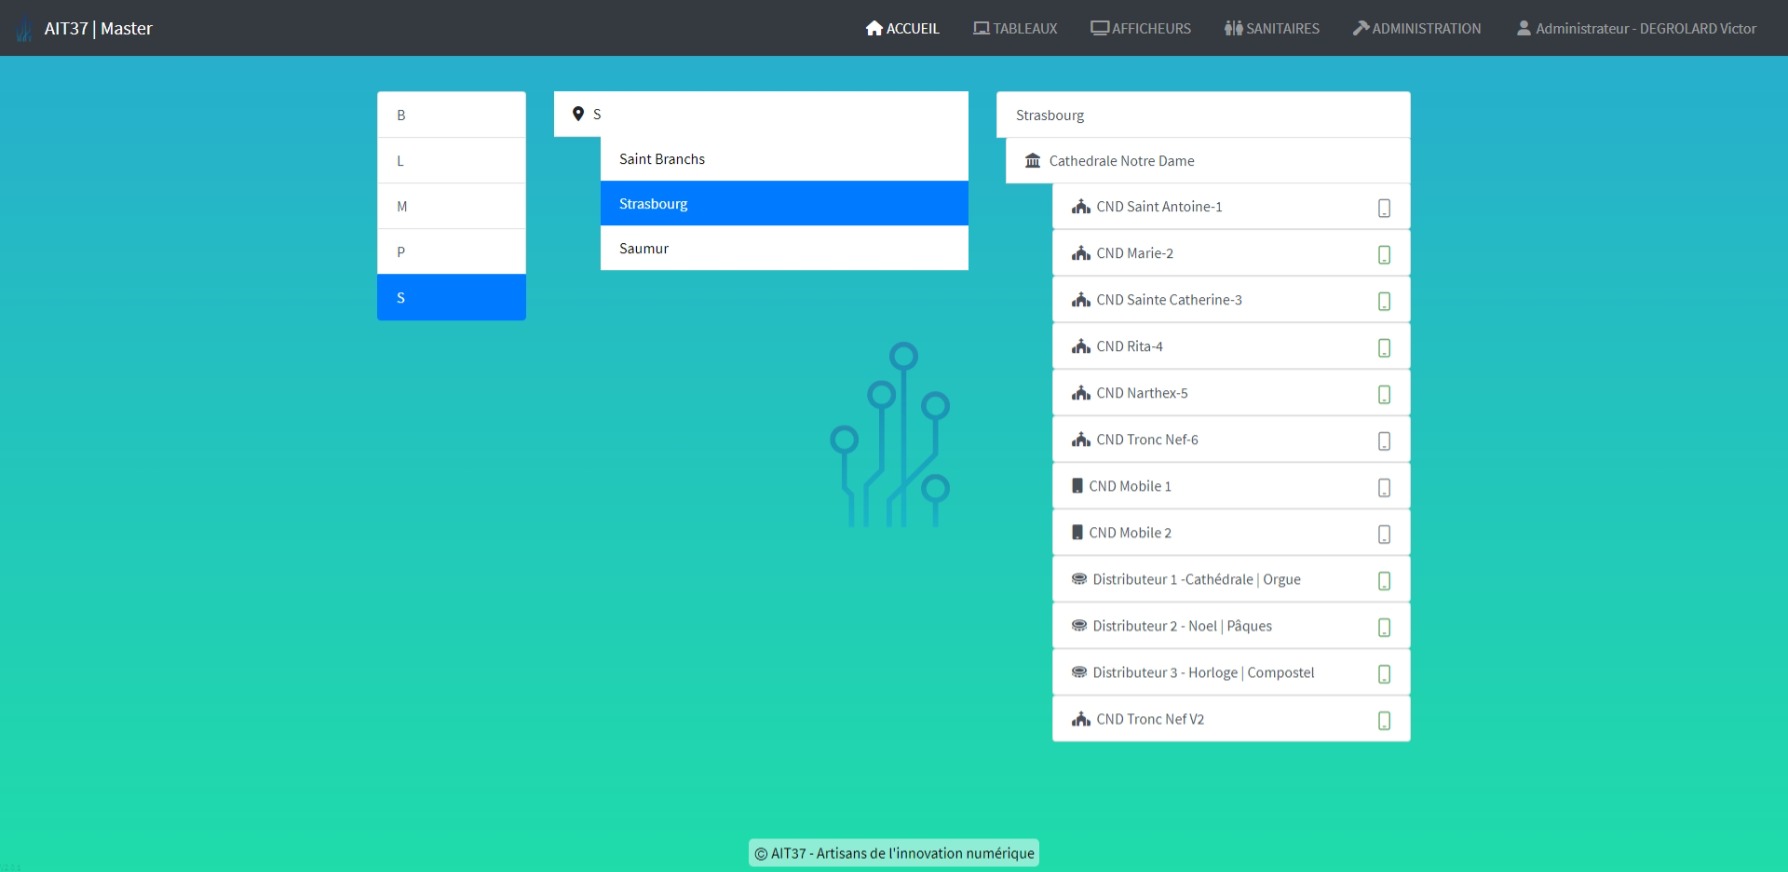 AIT37 | Master
ACCUEIL
TABLEAUX
AFFICHEURS
SANITAIRES
ADMINISTRATION
Administrateur - DEGROLARD Victor
B
L
M
P
S
S
Saint Branchs
Strasbourg
Saumur
Strasbourg
Cathedrale Notre Dame
CND Saint Antoine-1
CND Marie-2
CND Sainte Catherine-3
CND Rita-4
CND Narthex-5
CND Tronc Nef-6
CND Mobile 1
CND Mobile 2
Distributeur 1 -Cathédrale | Orgue
Distributeur 2 - Noel | Pâques
Distributeur 3 - Horloge | Compostel
CND Tronc Nef V2
© AIT37 - Artisans de l'innovation numérique